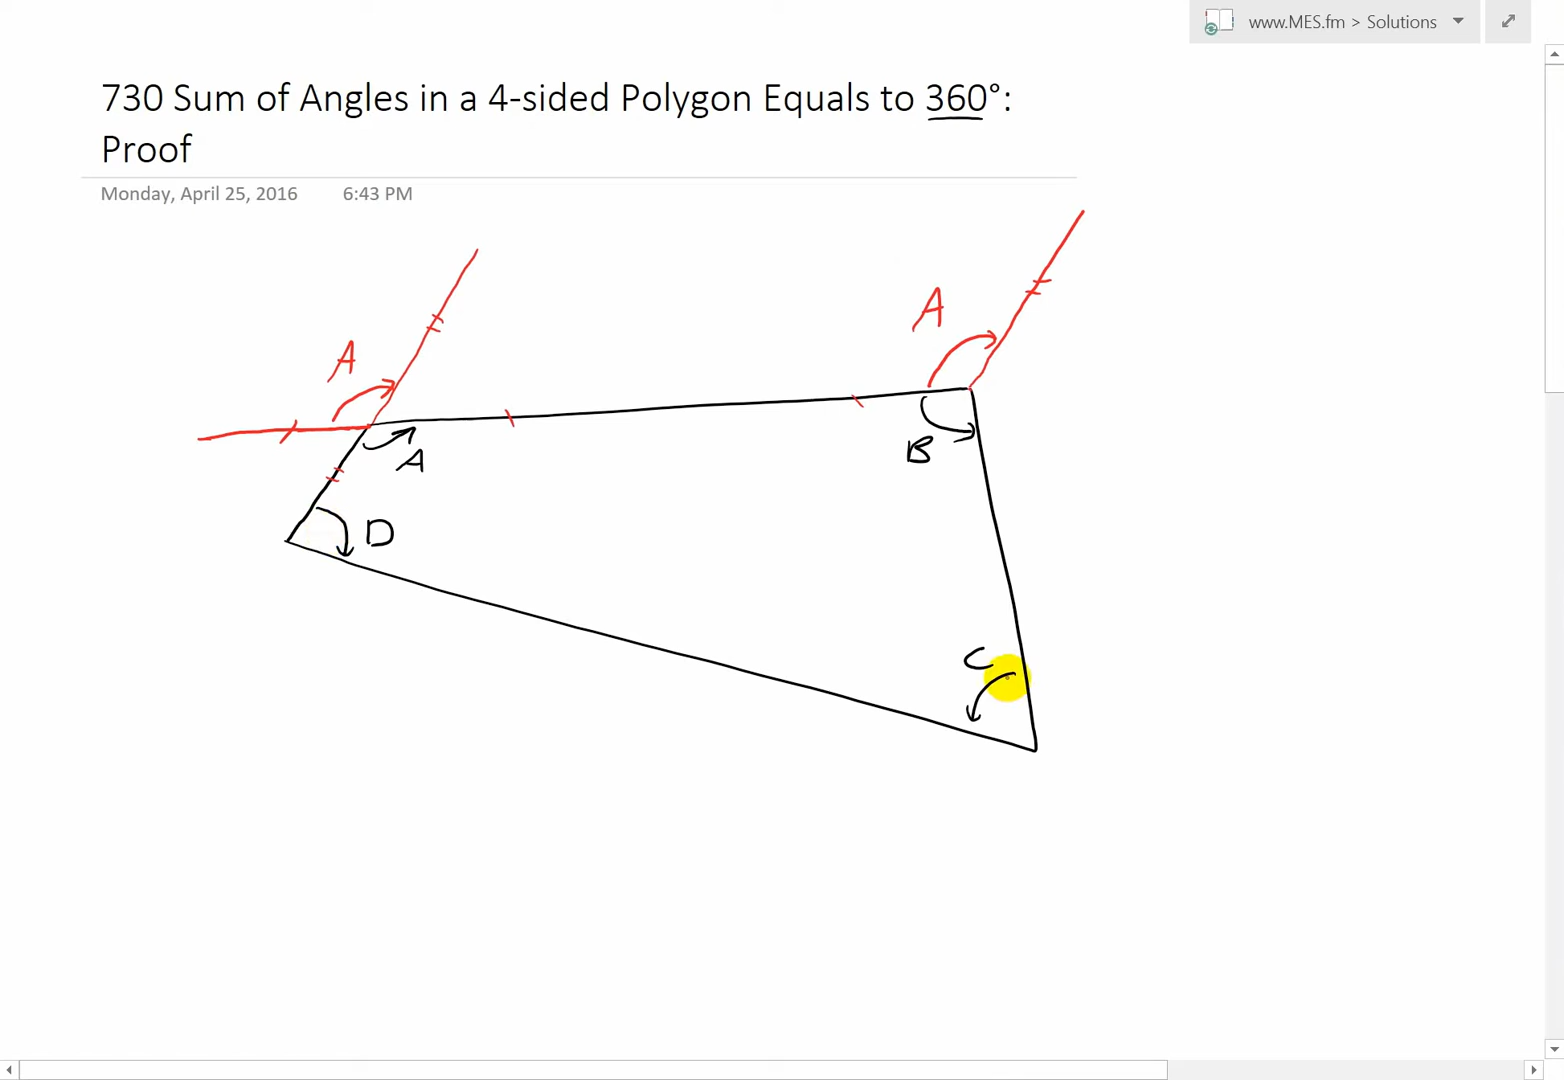 www.MES.fm > Solutions
730 Sum of Angles in a 4-sided Polygon Equals to 360°:
Proof
Monday, April 25, 2016 6:43 PM
A
A
A
B
D
C